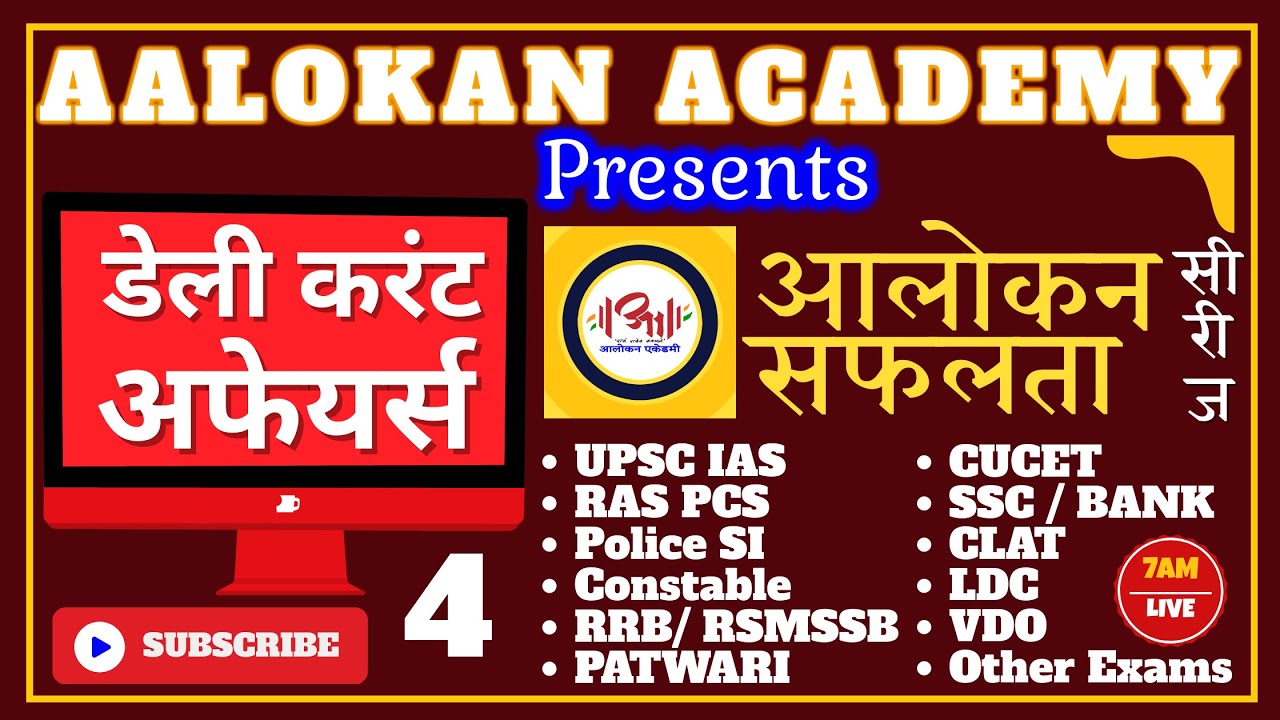 AALOKAN ACADEMY
Presents
डेली करंट
अफेयर्स
आलोकन एकेडमी
आलोकन
सफलता
सी
री
ज
• UPSC IAS
• RAS PCS
• Police SI
• Constable
• RRB/ RSMSSB
• PATWARI
• CUCET
• SSC / BANK
• CLAT
• LDC
• VDO
• Other Exams
7AM
LIVE
4
SUBSCRIBE